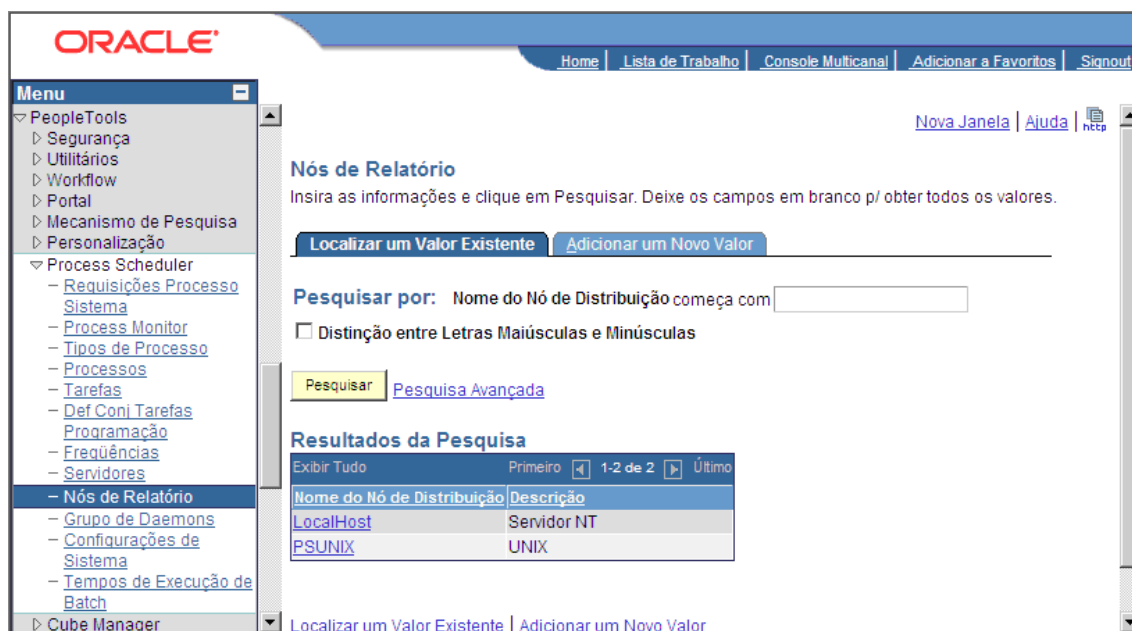 ORACLE
Home | Lista de Trabalho | Console Multicanal | Adicionar a Favoritos | Signout
Menu
PeopleTools
Segurança
Utilitários
Workflow
Portal
Mecanismo de Pesquisa
Personalização
Process Scheduler
– Requisições Processo
Sistema
– Process Monitor
– Tipos de Processo
– Processos
– Tarefas
– Def Conj Tarefas
Programação
– Freqüências
– Servidores
– Nós de Relatório
– Grupo de Daemons
– Configurações de
Sistema
– Tempos de Execução de
Batch
Cube Manager
Nova Janela | Ajuda | http
Nós de Relatório
Insira as informações e clique em Pesquisar. Deixe os campos em branco p/ obter todos os valores.
Localizar um Valor Existente Adicionar um Novo Valor
Pesquisar por: Nome do Nó de Distribuição começa com
Distinção entre Letras Maiúsculas e Minúsculas
Pesquisar Pesquisa Avançada
Resultados da Pesquisa
Exibir Tudo Primeiro 1-2 de 2 Último
Nome do Nó de Distribuição Descrição
LocalHost Servidor NT
PSUNIX UNIX
Localizar um Valor Existente | Adicionar um Novo Valor